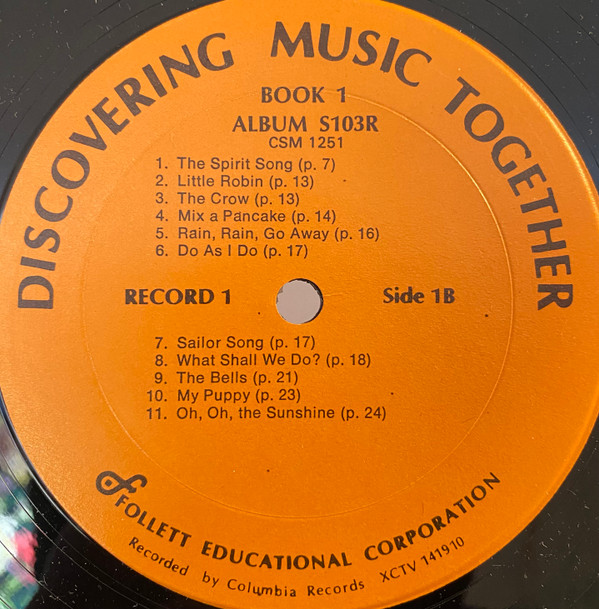 DISCOVERING MUSIC TOGETHER
BOOK 1
ALBUM S103R
CSM 1251
1. The Spirit Song (p. 7)
2. Little Robin (p. 13)
3. The Crow (p. 13)
4. Mix a Pancake (p. 14)
5. Rain, Rain, Go Away (p. 16)
6. Do As I Do (p. 17)
RECORD 1 Side 1B
7. Sailor Song (p. 17)
8. What Shall We Do? (p. 18)
9. The Bells (p. 21)
10. My Puppy (p. 23)
11. Oh, Oh, the Sunshine (p. 24)
FOLLETT EDUCATIONAL CORPORATION
Recorded by Columbia Records XCTV 141910